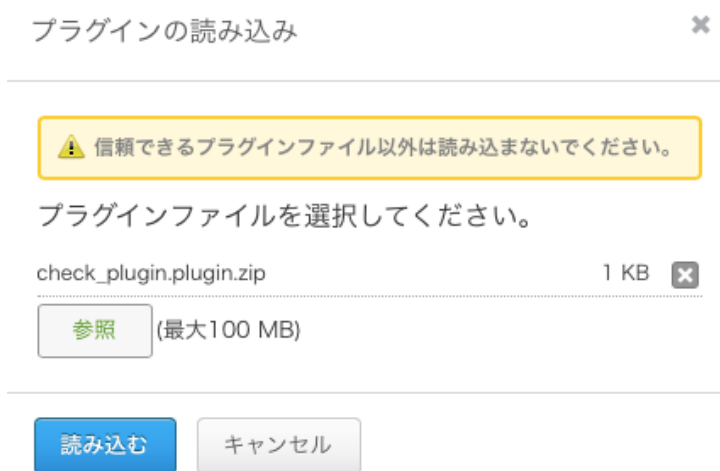 プラグインの読み込み
信頼できるプラグインファイル以外は読み込まないでください。
プラグインファイルを選択してください。
check_plugin.plugin.zip 1 KB
参照 (最大100 MB)
読み込む キャンセル